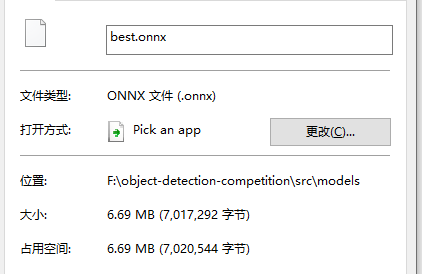 best.onnx
文件类型: ONNX 文件 (.onnx)
打开方式: Pick an app 更改(C)...
位置: F:\object-detection-competition\src\models
大小: 6.69 MB (7,017,292 字节)
占用空间: 6.69 MB (7,020,544 字节)